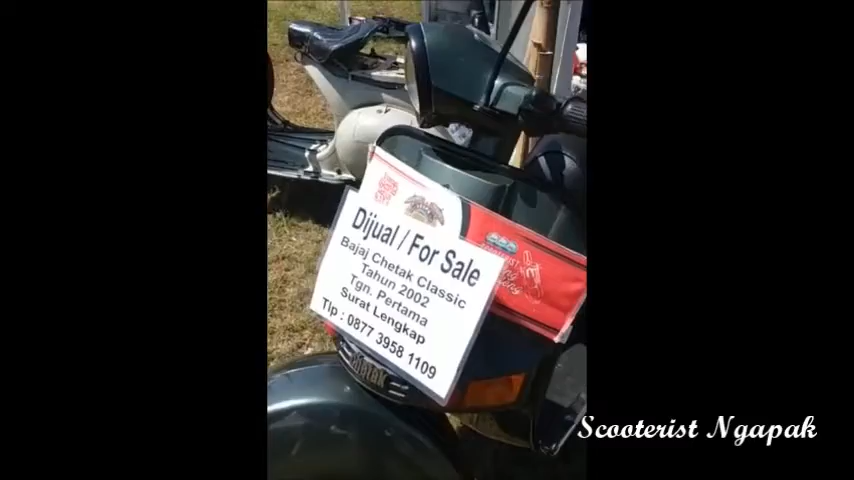 Dijual / For Sale
Bajaj Chetak Classic
Tahun 2002
Tgn. Pertama
Surat Lengkap
Tlp : 0877 3958 1109
Chetak
Scooterist Ngapak